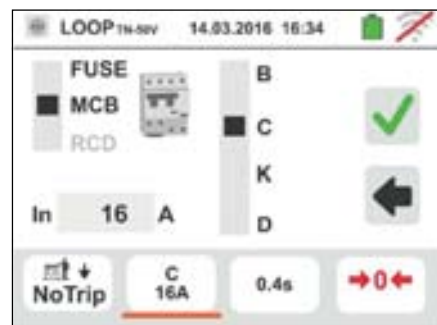 LOOP TN-50V 14.03.2016 16:34
FUSE
MCB
RCD
B
C
K
D
In 16 A
NoTrip
C
16A
0.4s
→0←